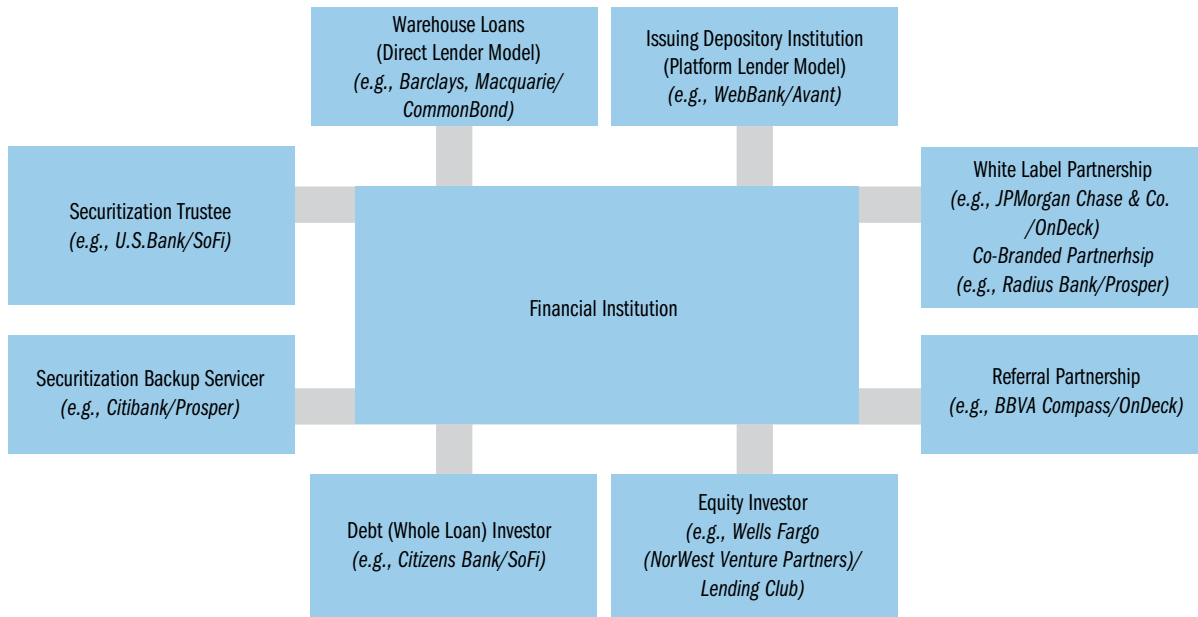 Warehouse Loans
(Direct Lender Model)
(e.g., Barclays, Macquarie/
CommonBond)
Issuing Depository Institution
(Platform Lender Model)
(e.g., WebBank/Avant)
Securitization Trustee
(e.g., U.S.Bank/SoFi)
White Label Partnership
(e.g., JPMorgan Chase & Co.
/OnDeck)
Co-Branded Partnerhsip
(e.g., Radius Bank/Prosper)
Financial Institution
Securitization Backup Servicer
(e.g., Citibank/Prosper)
Referral Partnership
(e.g., BBVA Compass/OnDeck)
Debt (Whole Loan) Investor
(e.g., Citizens Bank/SoFi)
Equity Investor
(e.g., Wells Fargo
(NorWest Venture Partners)/
Lending Club)